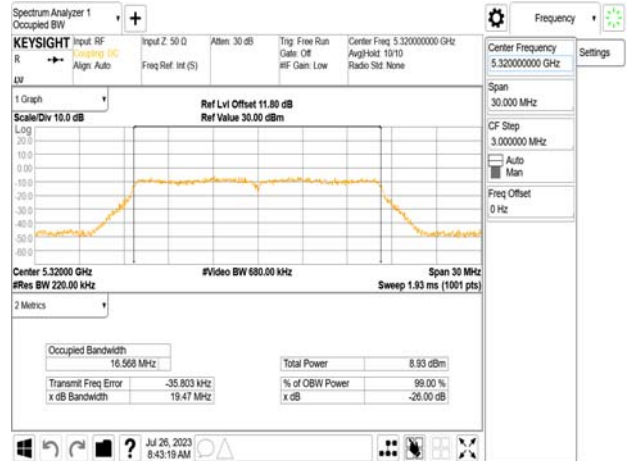 Spectrum Analyzer 1
Occupied BW
Frequency
KEYSIGHT
R
Input: RF
Coupling: DC
Align: Auto
Input Z: 50 Ω
Freq Ref: Int (S)
Atten: 30 dB
Trig: Free Run
Gate: Off
#IF Gain: Low
Center Freq: 5.320000000 GHz
Avg|Hold: 10/10
Radio Std: None
Center Frequency
5.320000000 GHz
Settings
Span
30.000 MHz
CF Step
3.000000 MHz
Auto
Man
Freq Offset
0 Hz
1 Graph
Ref Lvl Offset 11.80 dB
Scale/Div 10.0 dB
Ref Value 30.00 dBm
Log
20.0
10.0
0.00
-10.0
-20.0
-30.0
-40.0
-50.0
-60.0
Center 5.32000 GHz
#Video BW 680.00 kHz
Span 30 MHz
#Res BW 220.00 kHz
Sweep 1.93 ms (1001 pts)
2 Metrics
Occupied Bandwidth
16.568 MHz
Total Power 8.93 dBm
Transmit Freq Error -35.803 kHz
% of OBW Power 99.00 %
x dB Bandwidth 19.47 MHz
x dB -26.00 dB
Jul 26, 2023
8:43:19 AM